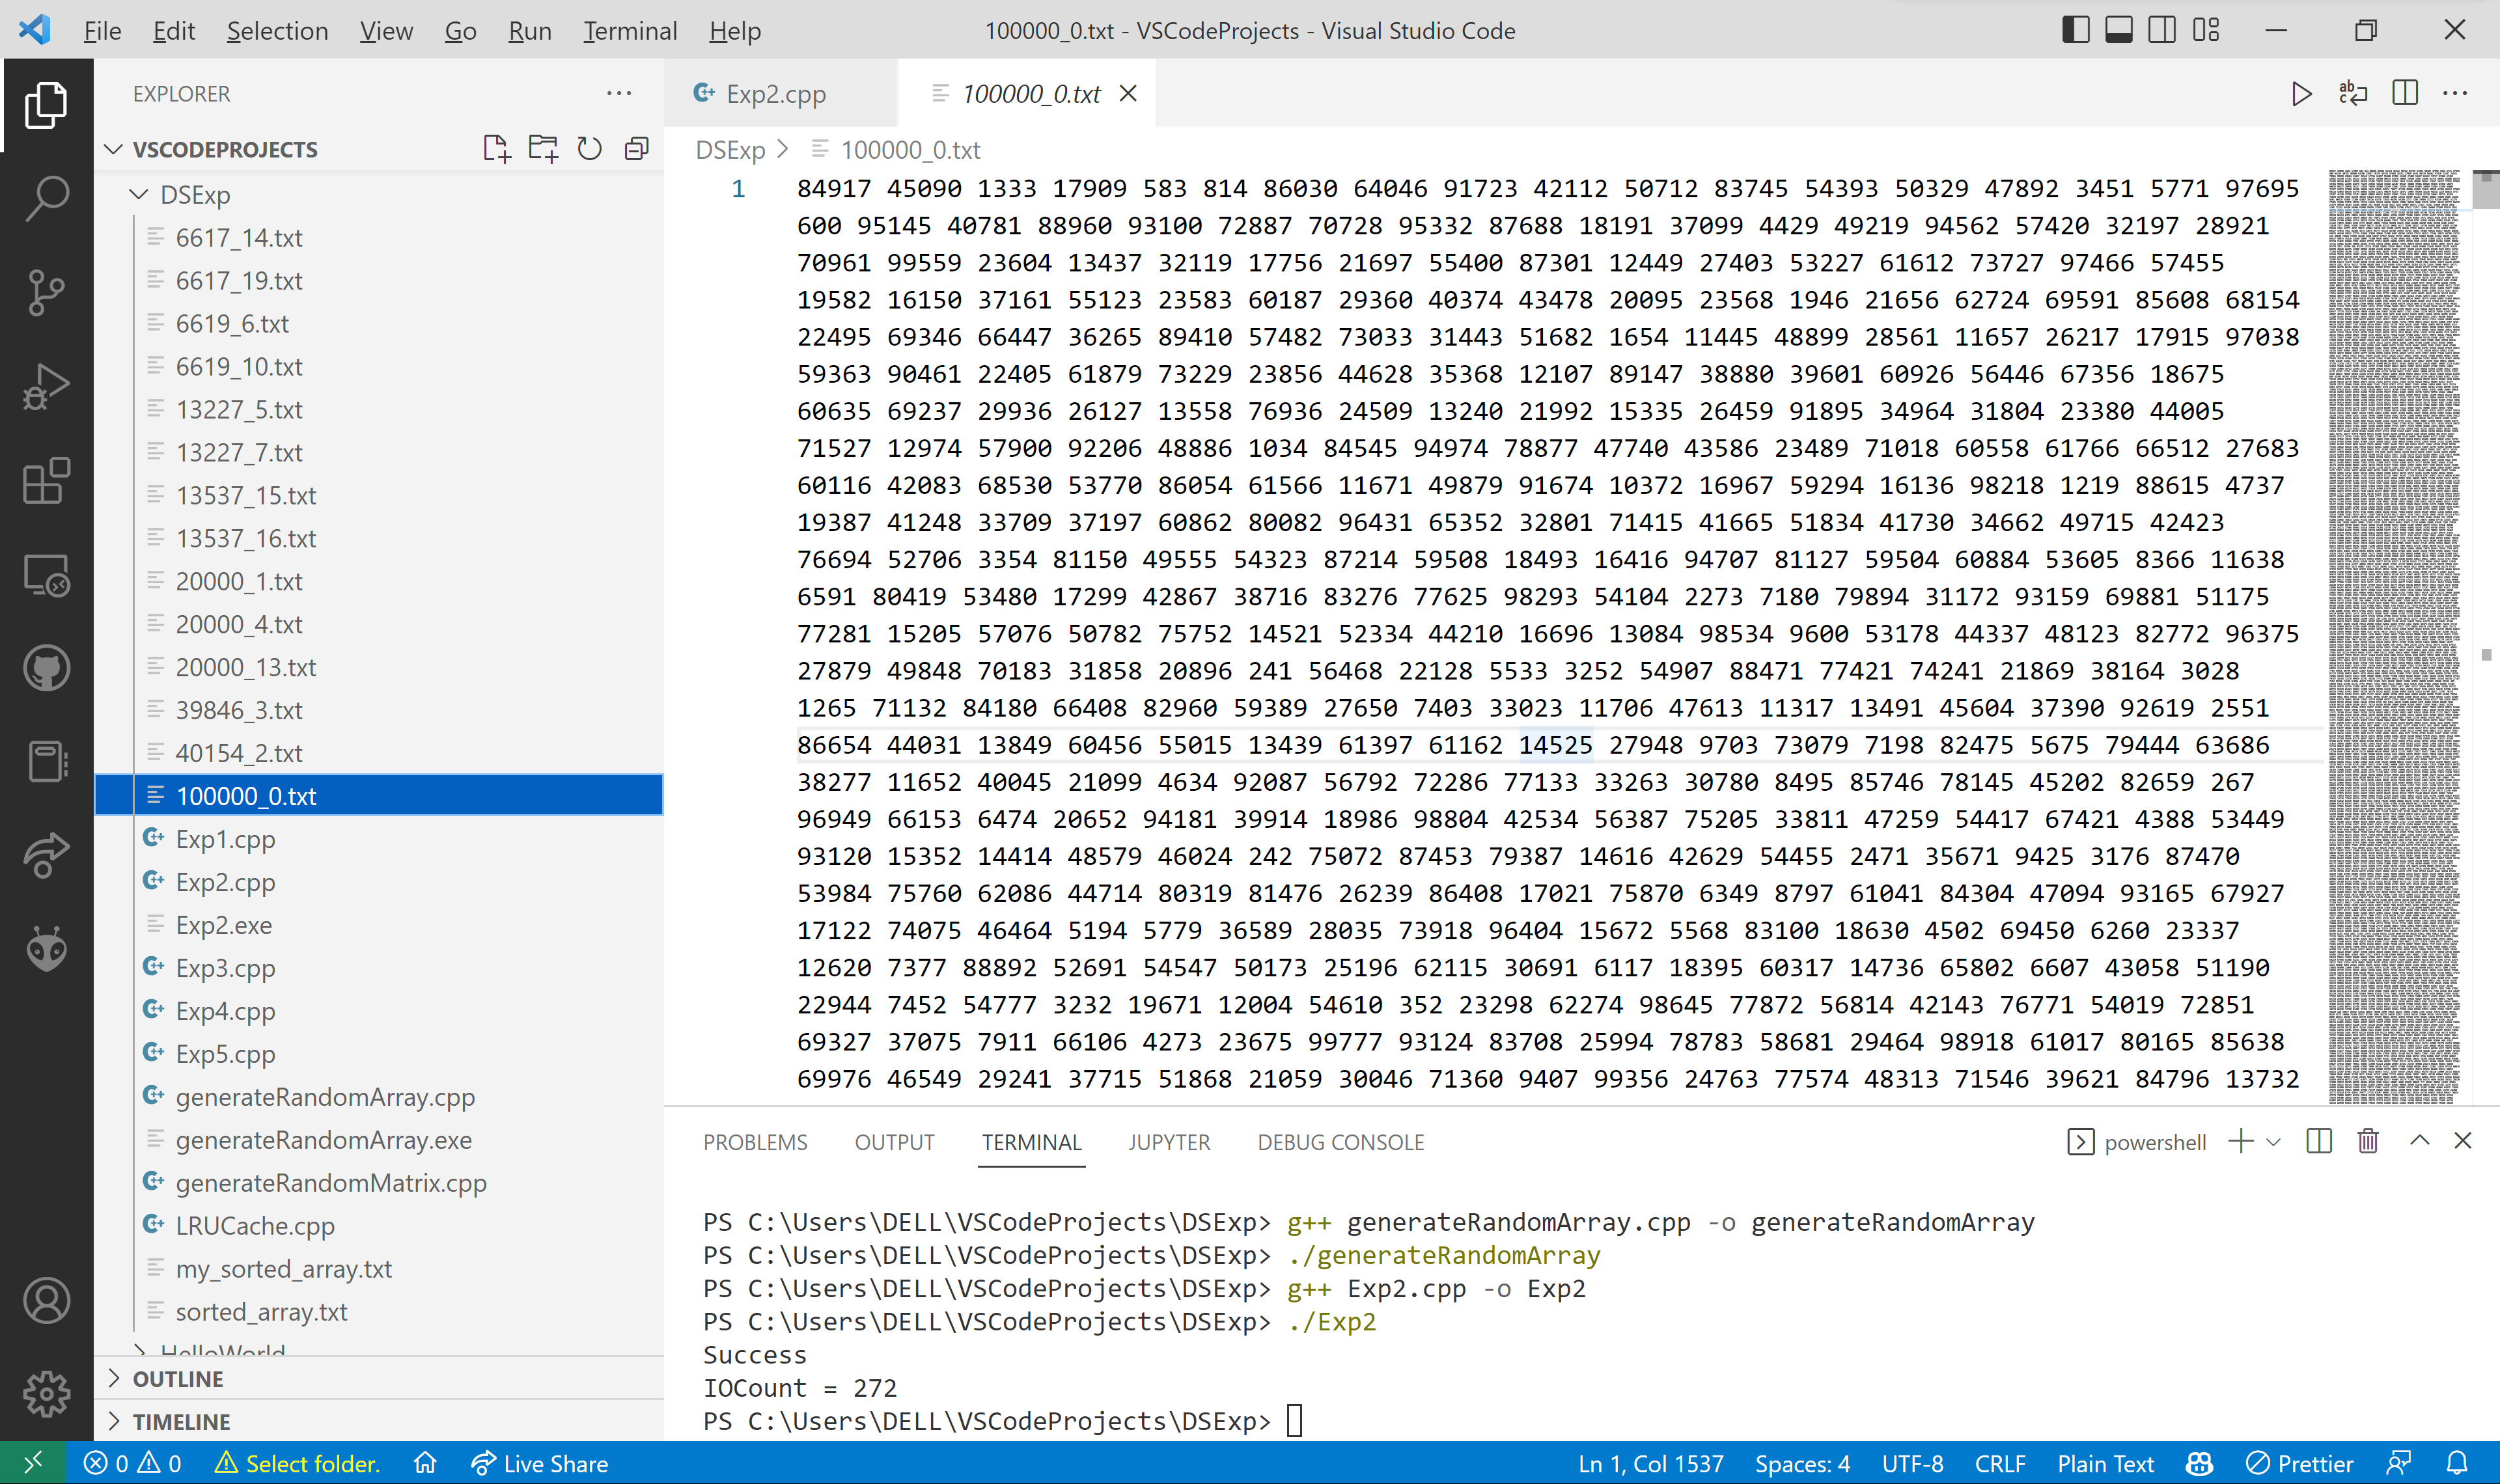 File Edit Selection View Go Run Terminal Help 100000_0.txt - VSCodeProjects - Visual Studio Code
EXPLORER
VSCODEPROJECTS
DSExp
6617_14.txt
6617_19.txt
6619_6.txt
6619_10.txt
13227_5.txt
13227_7.txt
13537_15.txt
13537_16.txt
20000_1.txt
20000_4.txt
20000_13.txt
39846_3.txt
40154_2.txt
100000_0.txt
Exp1.cpp
Exp2.cpp
Exp2.exe
Exp3.cpp
Exp4.cpp
Exp5.cpp
generateRandomArray.cpp
generateRandomArray.exe
generateRandomMatrix.cpp
LRUCache.cpp
my_sorted_array.txt
sorted_array.txt
HelloWorld
OUTLINE
TIMELINE
Exp2.cpp 100000_0.txt
DSExp > 100000_0.txt
1 84917 45090 1333 17909 583 814 86030 64046 91723 42112 50712 83745 54393 50329 47892 3451 5771 97695
600 95145 40781 88960 93100 72887 70728 95332 87688 18191 37099 4429 49219 94562 57420 32197 28921
70961 99559 23604 13437 32119 17756 21697 55400 87301 12449 27403 53227 61612 73727 97466 57455
19582 16150 37161 55123 23583 60187 29360 40374 43478 20095 23568 1946 21656 62724 69591 85608 68154
22495 69346 66447 36265 89410 57482 73033 31443 51682 1654 11445 48899 28561 11657 26217 17915 97038
59363 90461 22405 61879 73229 23856 44628 35368 12107 89147 38880 39601 60926 56446 67356 18675
60635 69237 29936 26127 13558 76936 24509 13240 21992 15335 26459 91895 34964 31804 23380 44005
71527 12974 57900 92206 48886 1034 84545 94974 78877 47740 43586 23489 71018 60558 61766 66512 27683
60116 42083 68530 53770 86054 61566 11671 49879 91674 10372 16967 59294 16136 98218 1219 88615 4737
19387 41248 33709 37197 60862 80082 96431 65352 32801 71415 41665 51834 41730 34662 49715 42423
76694 52706 3354 81150 49555 54323 87214 59508 18493 16416 94707 81127 59504 60884 53605 8366 11638
6591 80419 53480 17299 42867 38716 83276 77625 98293 54104 2273 7180 79894 31172 93159 69881 51175
77281 15205 57076 50782 75752 14521 52334 44210 16696 13084 98534 9600 53178 44337 48123 82772 96375
27879 49848 70183 31858 20896 241 56468 22128 5533 3252 54907 88471 77421 74241 21869 38164 3028
1265 71132 84180 66408 82960 59389 27650 7403 33023 11706 47613 11317 13491 45604 37390 92619 2551
86654 44031 13849 60456 55015 13439 61397 61162 14525 27948 9703 73079 7198 82475 5675 79444 63686
38277 11652 40045 21099 4634 92087 56792 72286 77133 33263 30780 8495 85746 78145 45202 82659 267
96949 66153 6474 20652 94181 39914 18986 98804 42534 56387 75205 33811 47259 54417 67421 4388 53449
93120 15352 14414 48579 46024 242 75072 87453 79387 14616 42629 54455 2471 35671 9425 3176 87470
53984 75760 62086 44714 80319 81476 26239 86408 17021 75870 6349 8797 61041 84304 47094 93165 67927
17122 74075 46464 5194 5779 36589 28035 73918 96404 15672 5568 83100 18630 4502 69450 6260 23337
12620 7377 88892 52691 54547 50173 25196 62115 30691 6117 18395 60317 14736 65802 6607 43058 51190
22944 7452 54777 3232 19671 12004 54610 352 23298 62274 98645 77872 56814 42143 76771 54019 72851
69327 37075 7911 66106 4273 23675 99777 93124 83708 25994 78783 58681 29464 98918 61017 80165 85638
69976 46549 29241 37715 51868 21059 30046 71360 9407 99356 24763 77574 48313 71546 39621 84796 13732
PROBLEMS OUTPUT TERMINAL JUPYTER DEBUG CONSOLE powershell
PS C:\Users\DELL\VSCodeProjects\DSExp> g++ generateRandomArray.cpp -o generateRandomArray
PS C:\Users\DELL\VSCodeProjects\DSExp> ./generateRandomArray
PS C:\Users\DELL\VSCodeProjects\DSExp> g++ Exp2.cpp -o Exp2
PS C:\Users\DELL\VSCodeProjects\DSExp> ./Exp2
Success
IOCount = 272
PS C:\Users\DELL\VSCodeProjects\DSExp>
0 0 Select folder. Live Share Ln 1, Col 1537 Spaces: 4 UTF-8 CRLF Plain Text Prettier